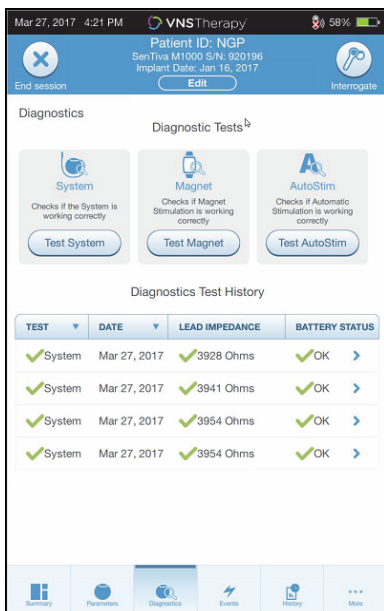 Mar 27, 2017 4:21 PM VNSTherapy® 58%
Patient ID: NGP
SenTiva M1000 S/N: 920196
Implant Date: Jan 16, 2017
Edit
End session
Interrogate
Diagnostics
Diagnostic Tests
System
Checks if the System is
working correctly
Test System
Magnet
Checks if Magnet
Stimulation is working
correctly
Test Magnet
AutoStim
Checks if Automatic
Stimulation is working
correctly
Test AutoStim
Diagnostics Test History
TEST DATE LEAD IMPEDANCE BATTERY STATUS
System Mar 27, 2017 3928 Ohms OK
System Mar 27, 2017 3941 Ohms OK
System Mar 27, 2017 3954 Ohms OK
System Mar 27, 2017 3954 Ohms OK
Summary Parameters Diagnostics Events History More